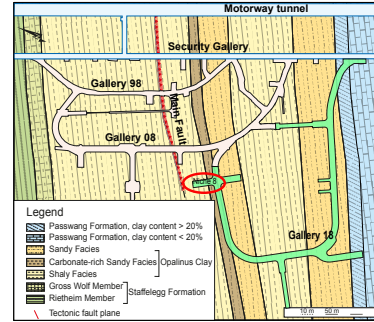 Motorway tunnel
Security Gallery
Gallery 98
Main Fault
Gallery 08
Niche 8
Gallery 18
Legend
Passwang Formation, clay content > 20%
Passwang Formation, clay content < 20%
Sandy Facies
Carbonate-rich Sandy Facies
Opalinus Clay
Shaly Facies
Gross Wolf Member
Rietheim Member
Staffelegg Formation
Tectonic fault plane
10 m 50 m